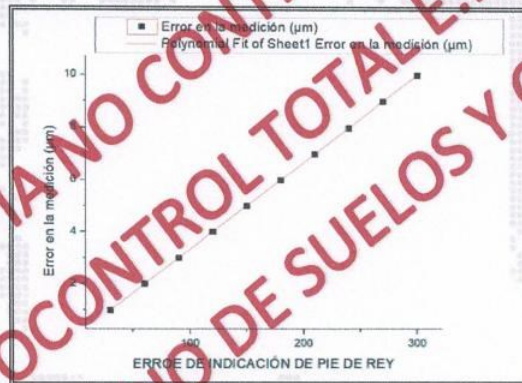 Error en la medición (µm)
Polynomial Fit of Sheet1 Error en la medición (µm)
10
8
6
4
2
Error en la medición (µm)
100
200
300
ERROE DE INDICACIÓN DE PIE DE REY
NO CONT
OCONTROL TOTAL E.
O DE SUELOS Y